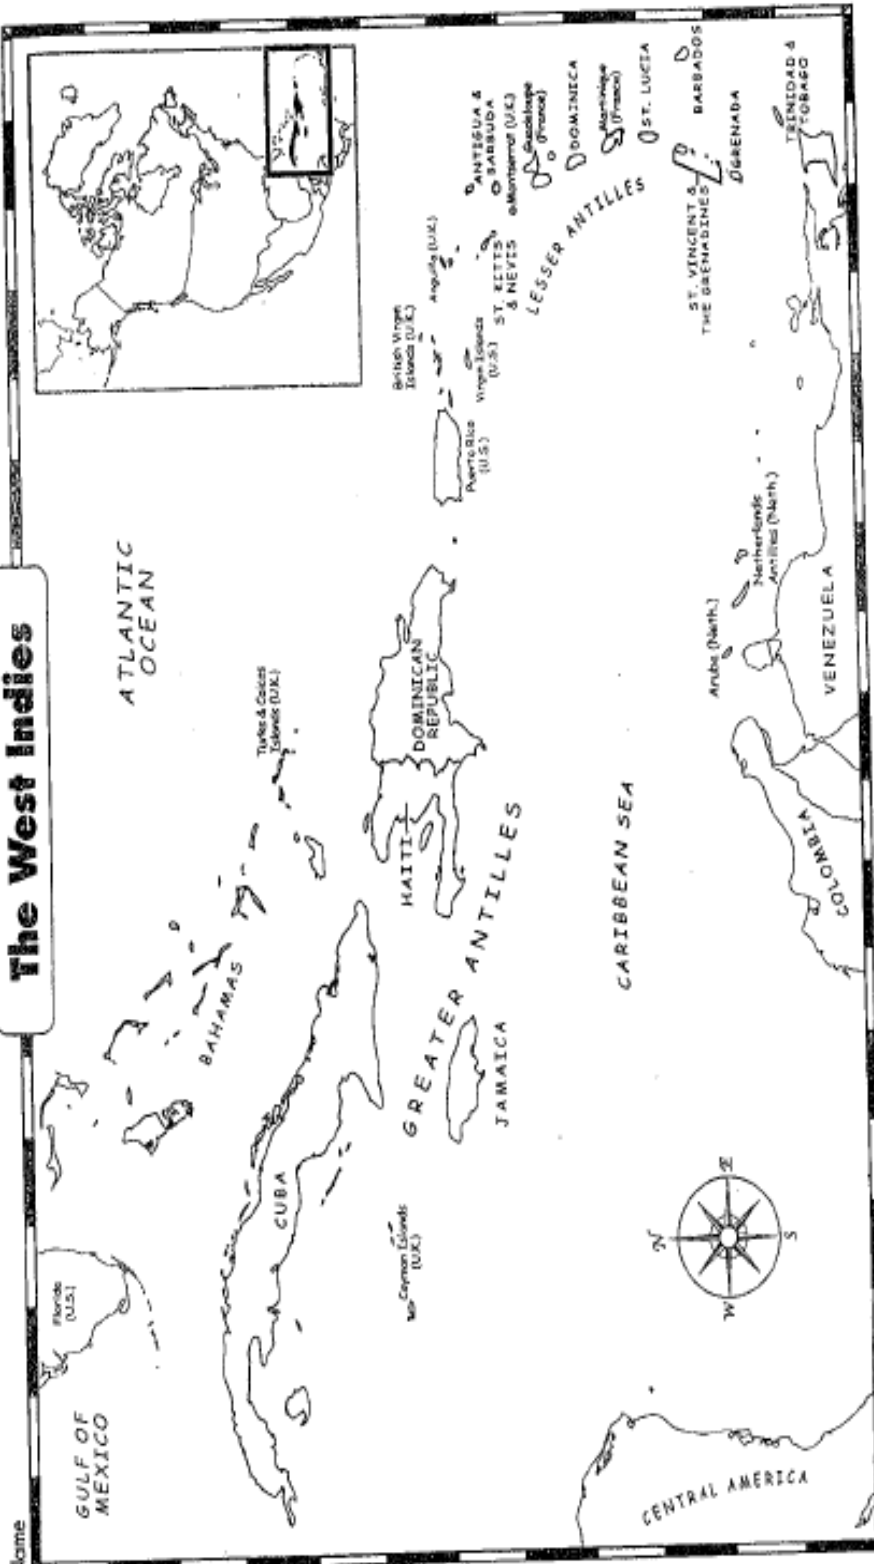 ame
The West Indies
GULF OF
MEXICO
Florida
(U.S.)
BAHAMAS
ATLANTIC
OCEAN
Turks & Caicos
Islands (U.K.)
CUBA
Cayman Islands
(U.K.)
GREATER ANTILLES
JAMAICA
HAITI
DOMINICAN
REPUBLIC
Puerto Rico
(U.S.)
British Virgin
Islands (U.K.)
Virgin Islands
(U.S.)
Anguilla (U.K.)
ST. KITTS
& NEVIS
ANTIGUA &
BARBUDA
Montserrat (U.K.)
Guadeloupe
(France)
DOMINICA
Martinique
(France)
ST. LUCIA
LESSER ANTILLES
BARBADOS
ST. VINCENT &
THE GRENADINES
GRENADA
TRINIDAD &
TOBAGO
CARIBBEAN SEA
Aruba (Neth.)
Netherlands
Antilles (Neth.)
VENEZUELA
COLOMBIA
CENTRAL AMERICA
N
W
E
S